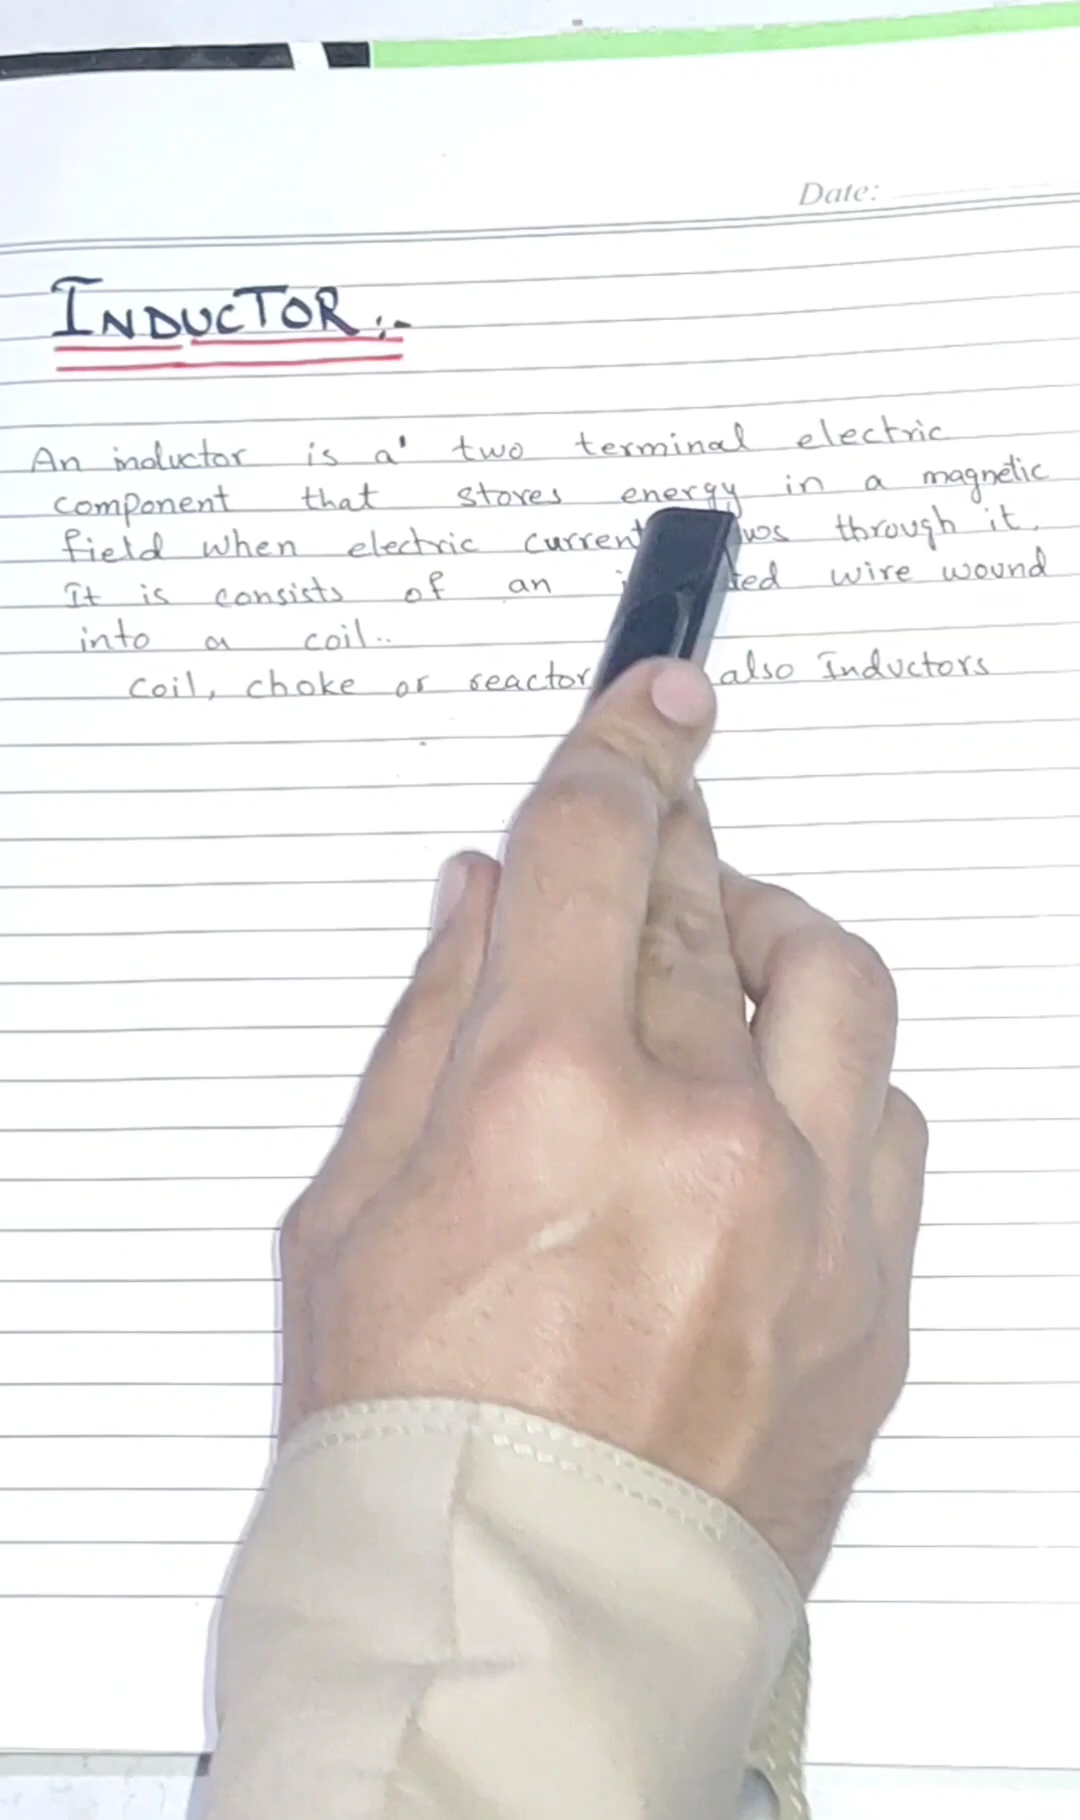 Date:
INDUCTOR:-
An inductor is a' two terminal electric
component that stores energy in a magnetic
field when electric current through it.
It is consists of an wire wound
into a coil..
coil, choke or reactor also Inductors